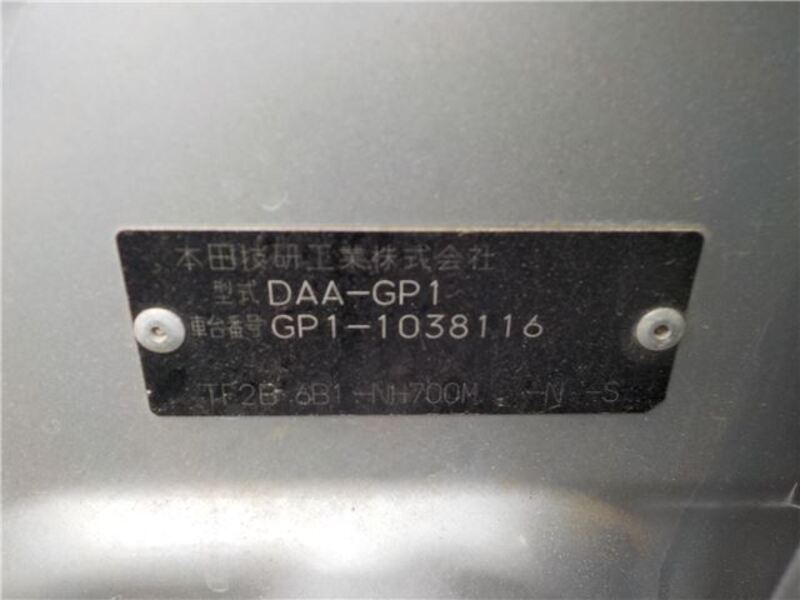 本田技研工業株式会社
型式 DAA-GP1
車台番号 GP1-1038116
TF2B 6B1-NH700M -N -S